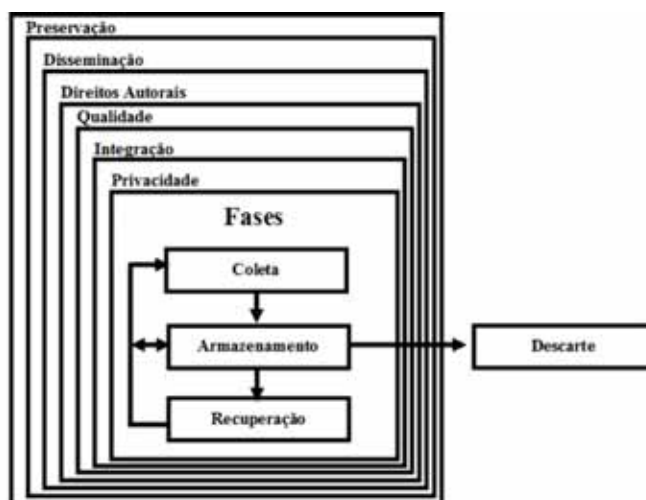 Preservação
Disseminação
Direitos Autorais
Qualidade
Integração
Privacidade
Fases
Coleta
Armazenamento
Descarte
Recuperação